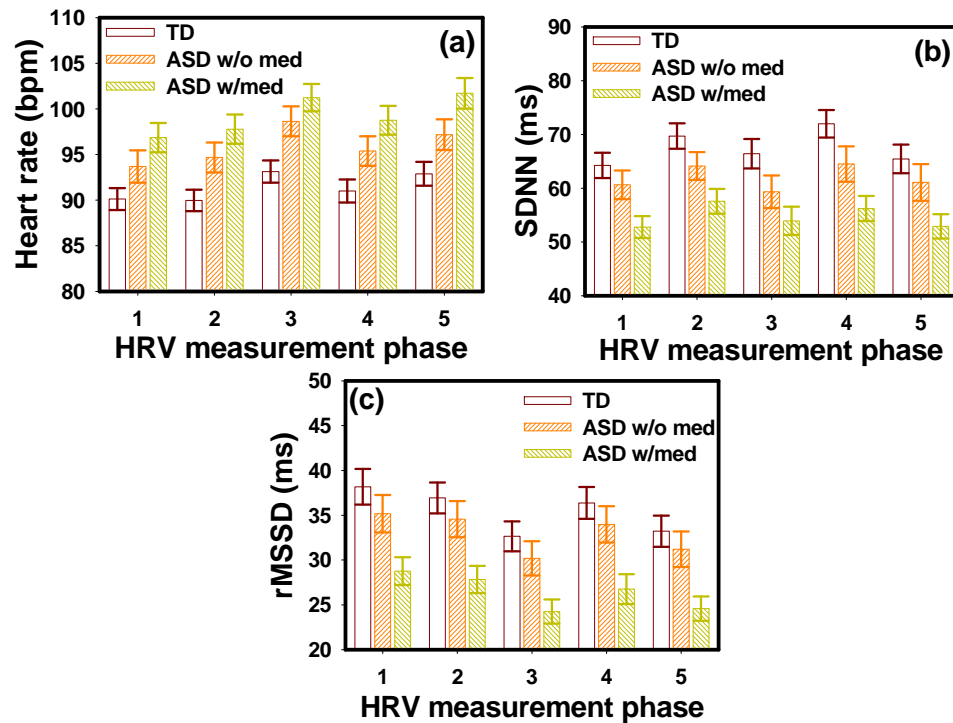 Heart rate (bpm)
110
105
100
95
90
85
80
(a)
TD
ASD w/o med
ASD w/med
1 2 3 4 5
HRV measurement phase
SDNN (ms)
90
80
70
60
50
40
(b)
TD
ASD w/o med
ASD w/med
1 2 3 4 5
HRV measurement phase
rMSSD (ms)
50
45
40
35
30
25
20
(c)
TD
ASD w/o med
ASD w/med
1 2 3 4 5
HRV measurement phase